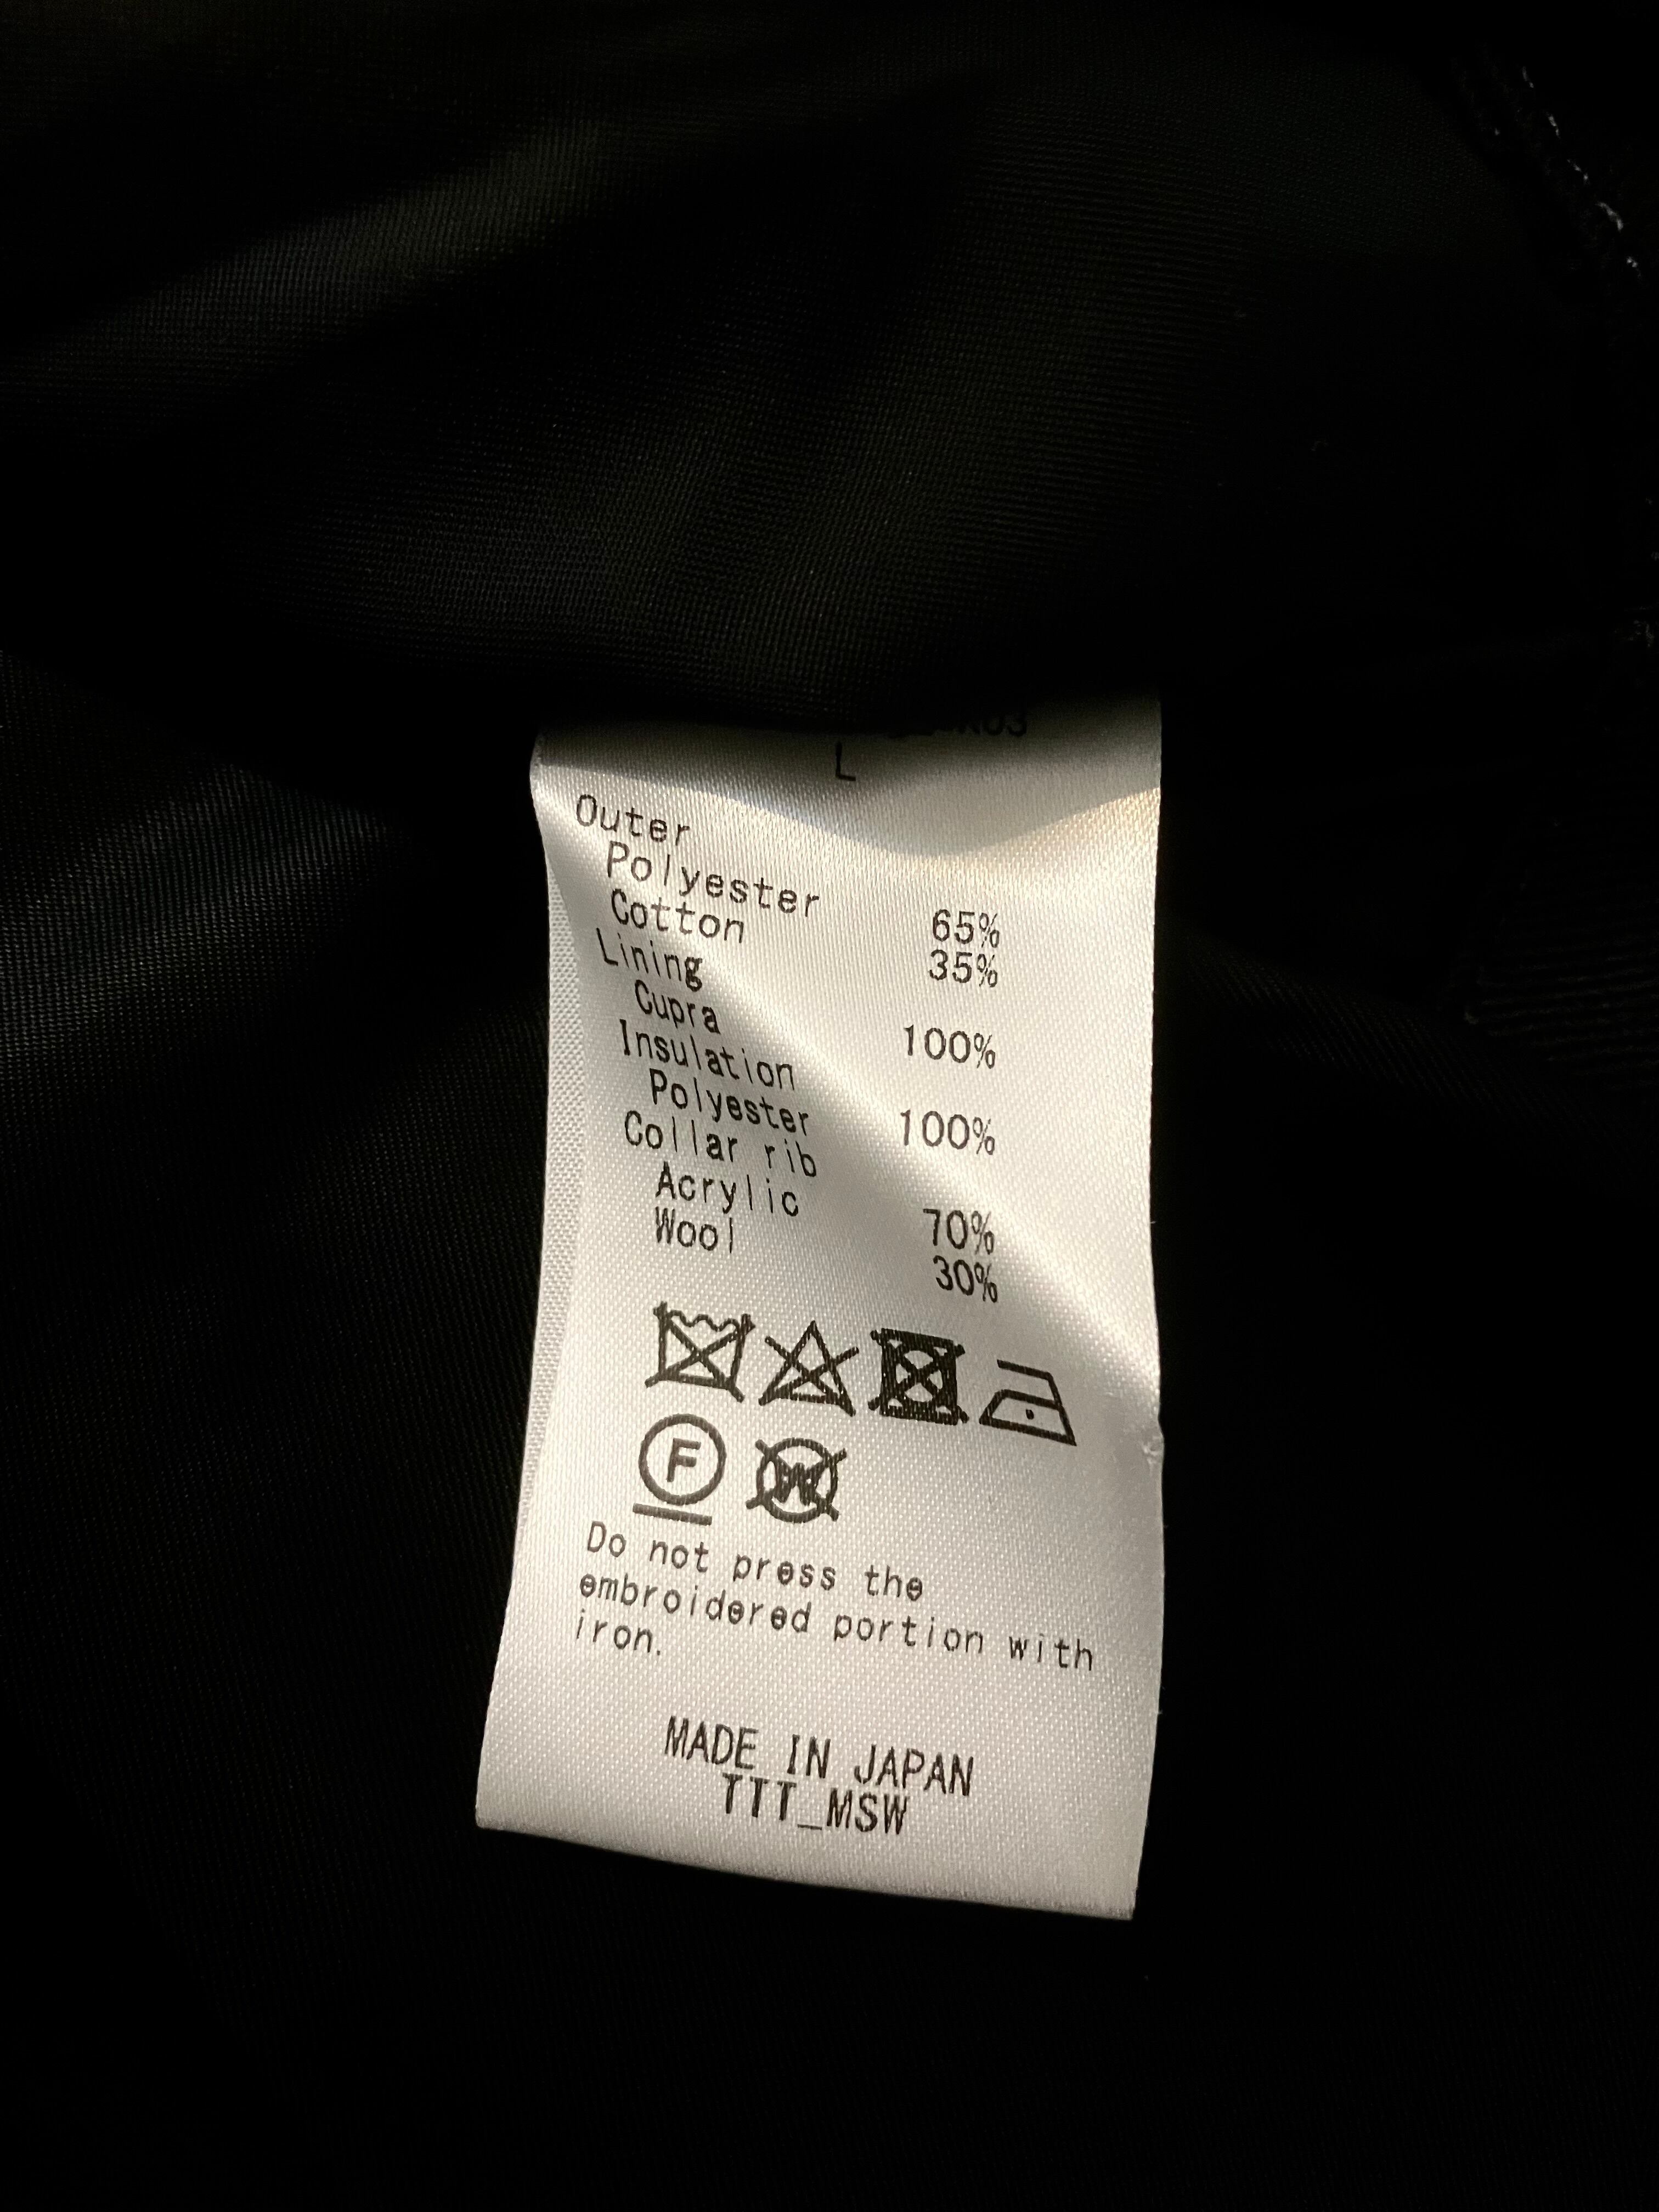 L
Outer
Polyester 65%
Cotton 35%
Lining
Cupra 100%
Insulation
Polyester 100%
Collar rib
Acrylic 70%
Wool 30%
F W
Do not press the
embroidered portion with
iron.
MADE IN JAPAN
TTT_MSW